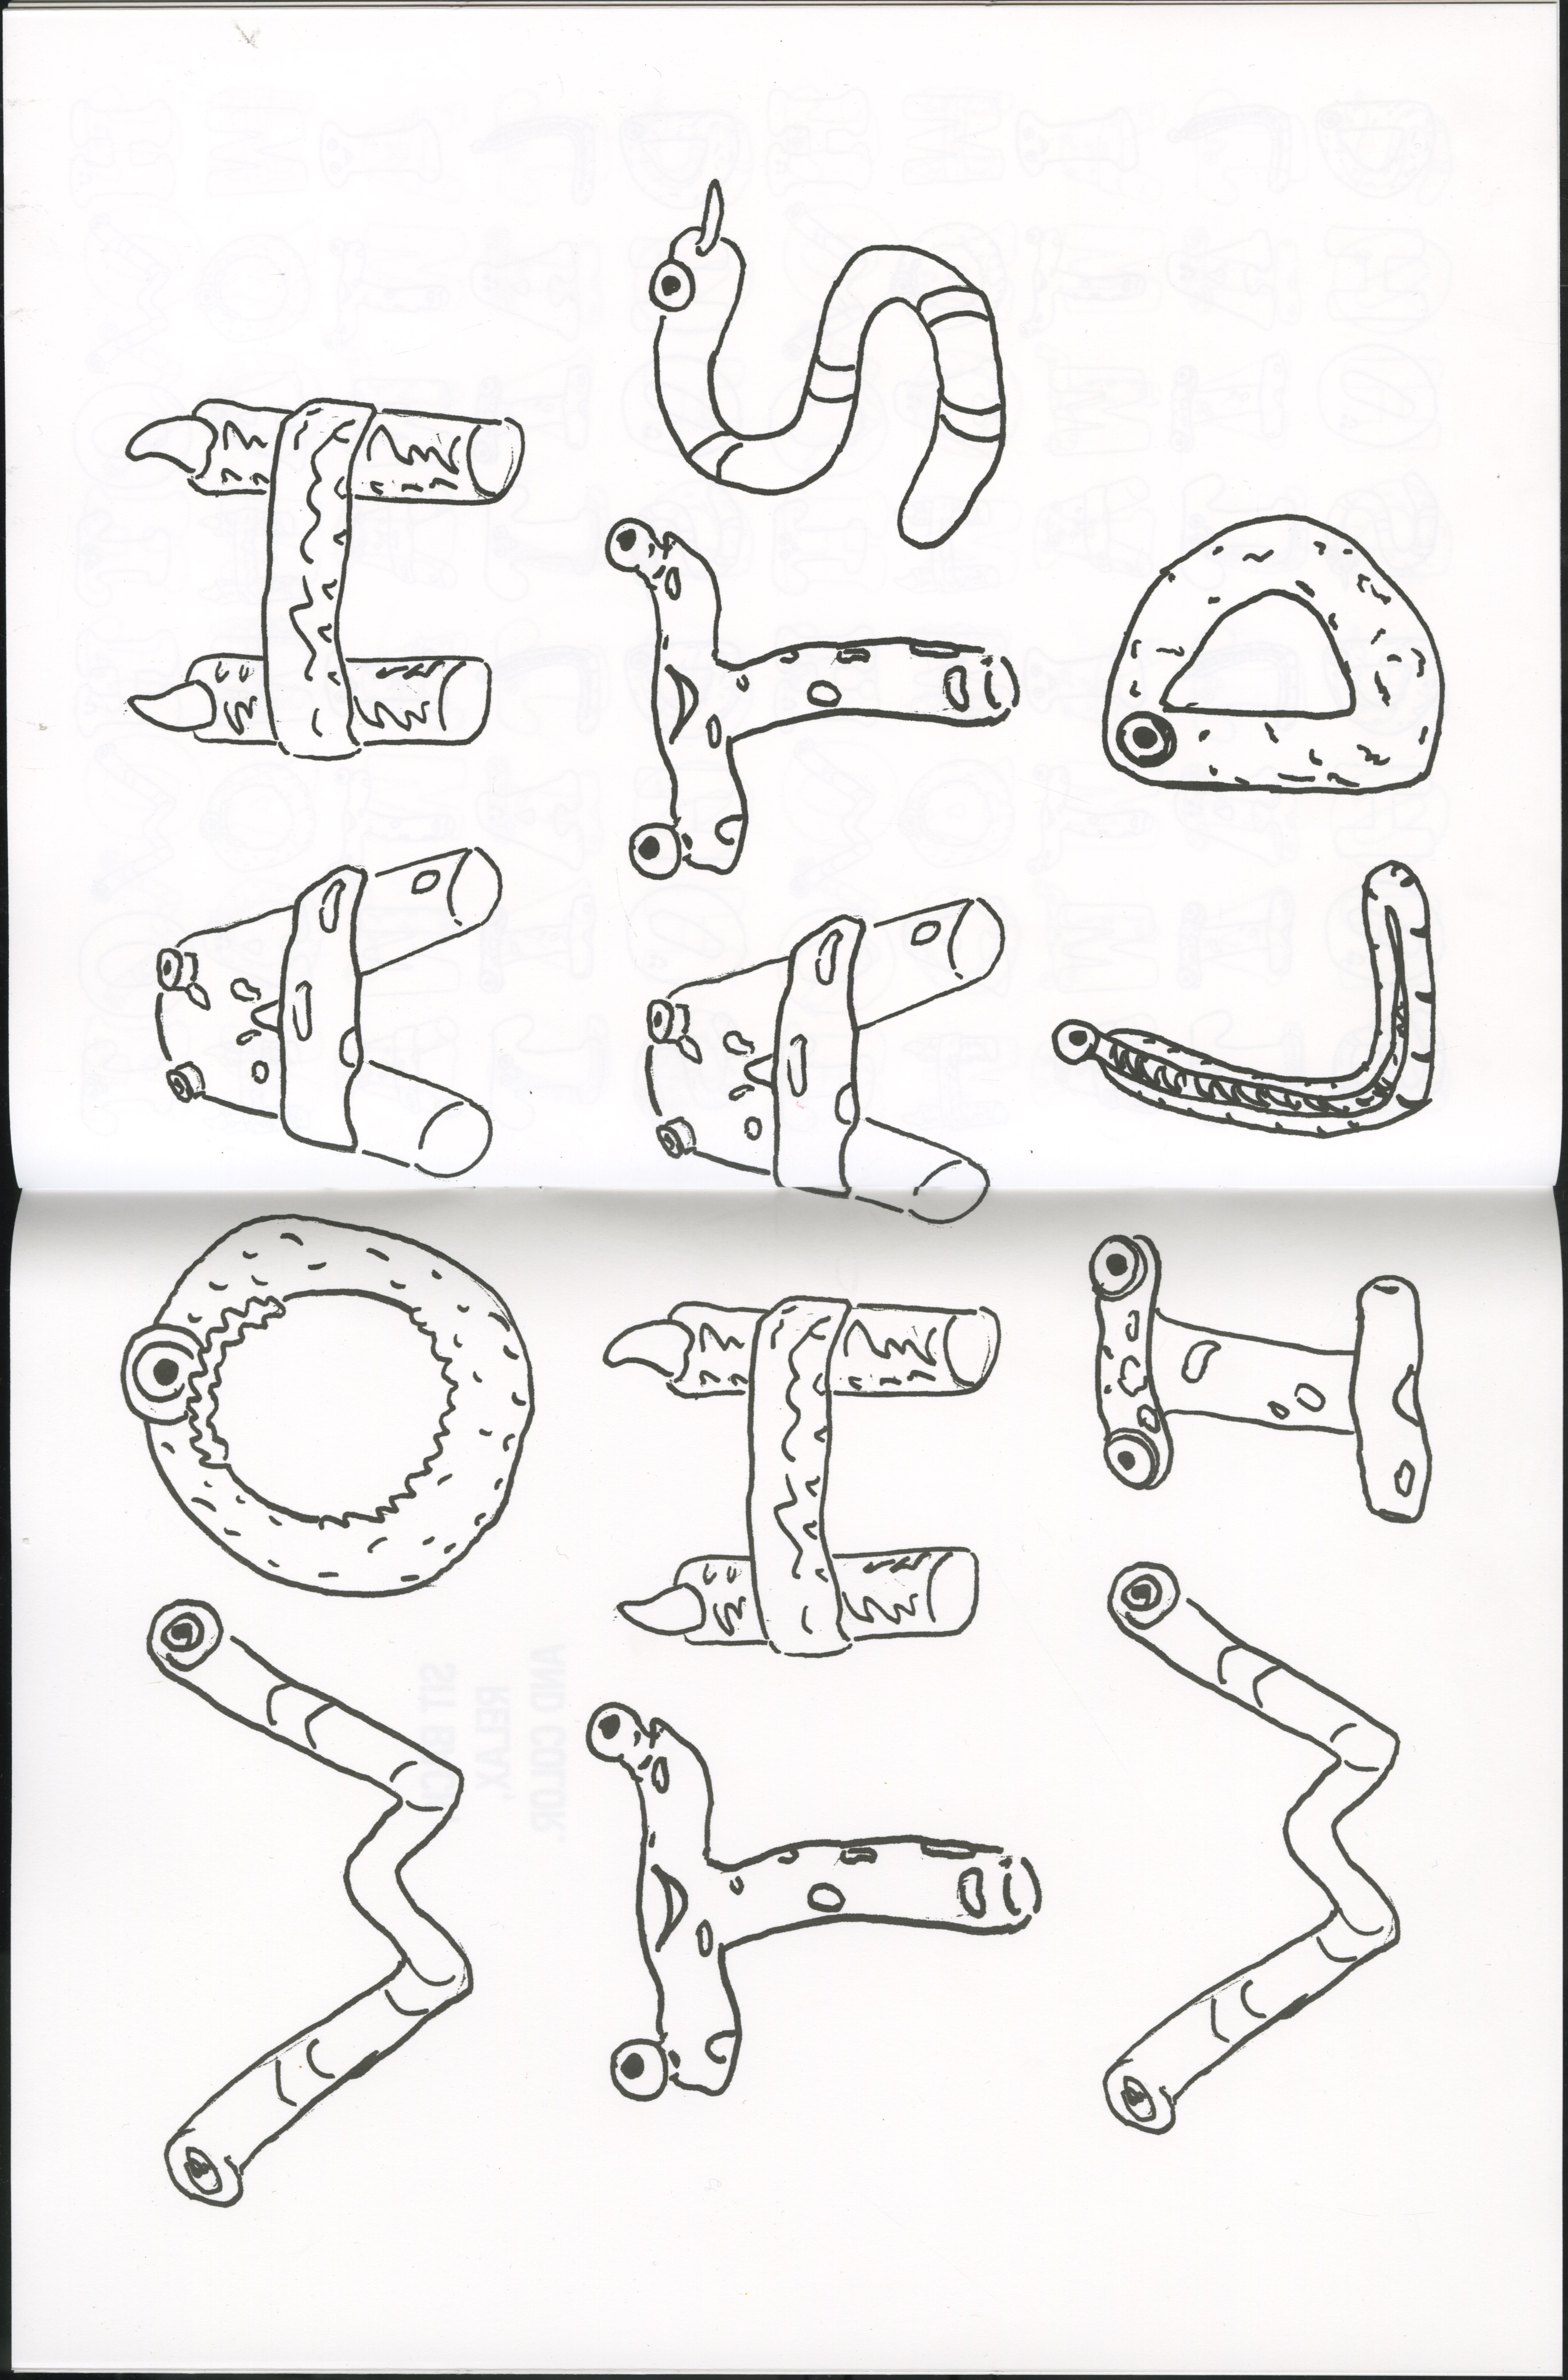 WOAH
THATS
WILD
SIT BACK,
RELAX,
AND COLOR.